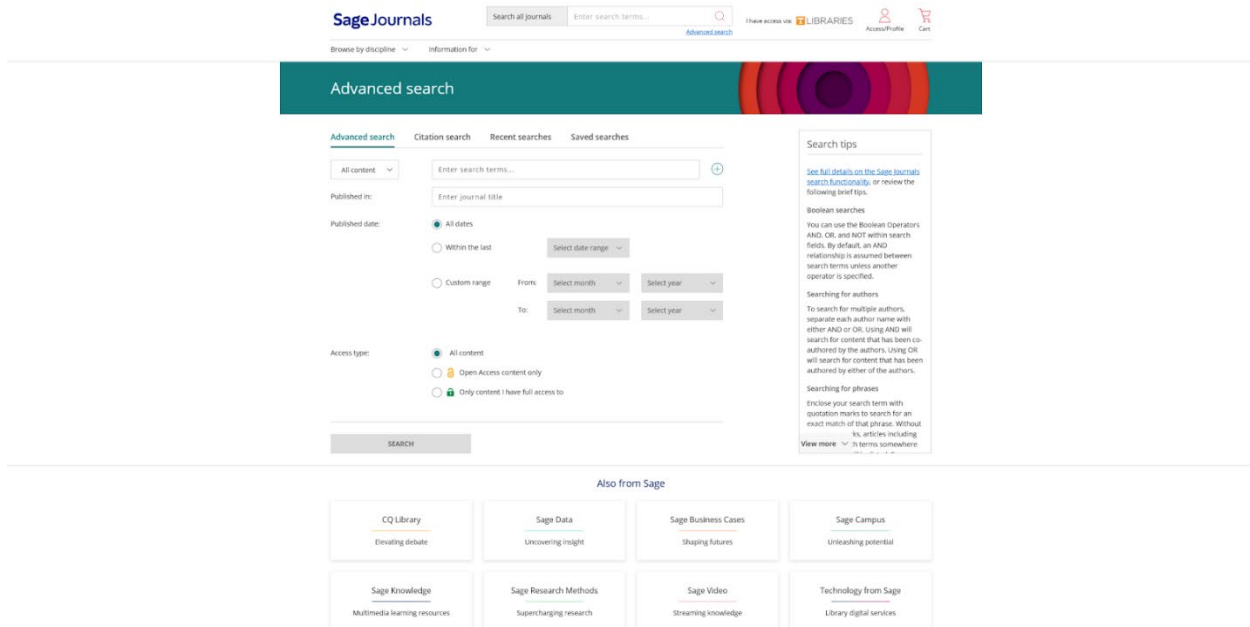 Sage Journals
Search all journals
Enter search terms...
Advanced search
I have access via: T LIBRARIES
Access/Profile
Cart
Browse by discipline
Information for
Advanced search
Advanced search
Citation search
Recent searches
Saved searches
All content
Enter search terms...
Published in:
Enter journal title
Published date:
All dates
Within the last
Select date range
Custom range
From:
Select month
Select year
To:
Select month
Select year
Access type:
All content
Open Access content only
Only content I have full access to
SEARCH
Search tips
See full details on the Sage Journals
search functionality, or review the
following brief tips.
Boolean searches
You can use the Boolean Operators
AND, OR, and NOT within search
fields. By default, an AND
relationship is assumed between
search terms unless another
operator is specified.
Searching for authors
To search for multiple authors,
separate each author name with
either AND or OR. Using AND will
search for content that has been co-
authored by the authors. Using OR
will search for content that has been
authored by either of the authors.
Searching for phrases
Enclose your search term with
quotation marks to search for an
exact match of that phrase. Without
ks, articles including
View more
h terms somewhere
Also from Sage
CQ Library
Elevating debate
Sage Data
Uncovering insight
Sage Business Cases
Shaping futures
Sage Campus
Unleashing potential
Sage Knowledge
Multimedia learning resources
Sage Research Methods
Supercharging research
Sage Video
Streaming knowledge
Technology from Sage
Library digital services